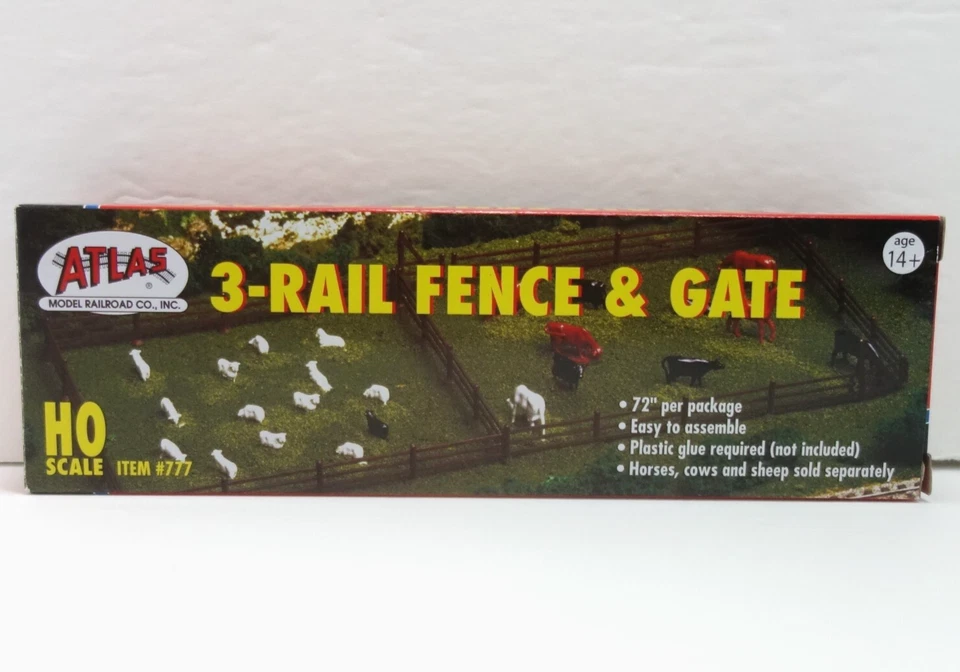 ATLAS
®
MODEL RAILROAD CO., INC.
3-RAIL FENCE & GATE
age
14+
HO
SCALE ITEM #777
• 72" per package
• Easy to assemble
• Plastic glue required (not included)
• Horses, cows and sheep sold separately